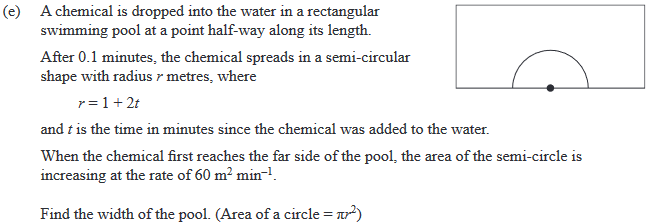 (e) A chemical is dropped into the water in a rectangular
swimming pool at a point half-way along its length.
After 0.1 minutes, the chemical spreads in a semi-circular
shape with radius r metres, where
r = 1 + 2t
and t is the time in minutes since the chemical was added to the water.
When the chemical first reaches the far side of the pool, the area of the semi-circle is
increasing at the rate of 60 m² min⁻¹.
Find the width of the pool. (Area of a circle = πr²)